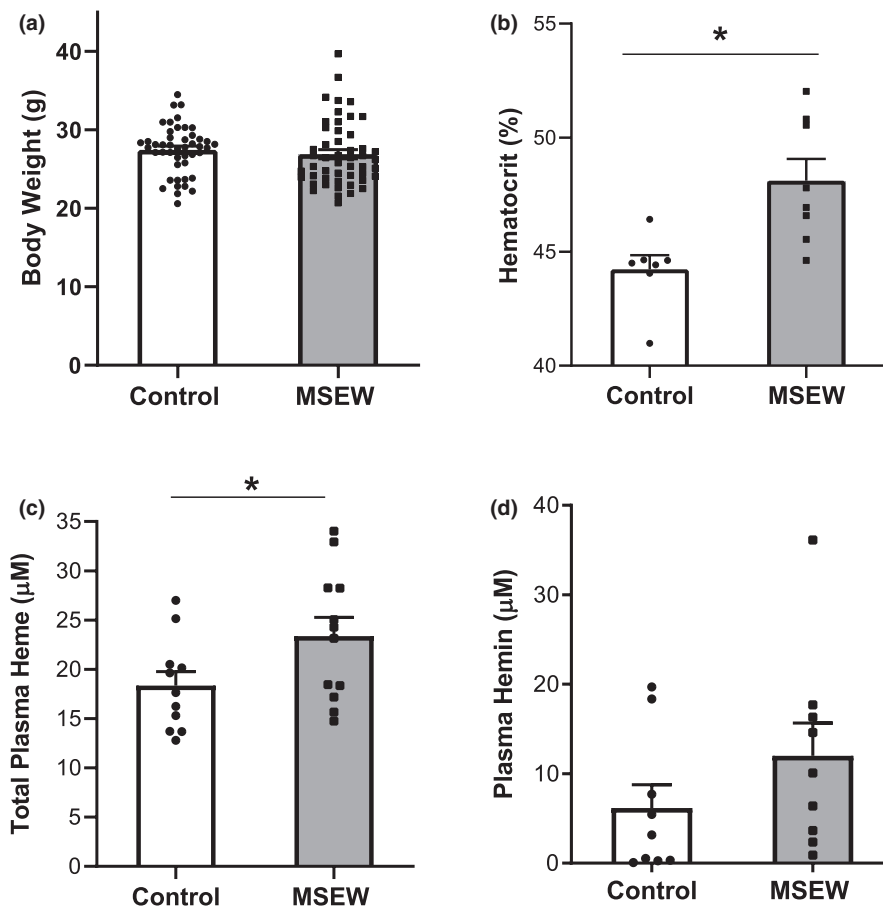 (a)
Body Weight (g)
40
30
20
10
0
Control MSEW
(b)
Hematocrit (%)
55
50
45
40
*
Control MSEW
(c)
Total Plasma Heme (μM)
35
30
25
20
15
10
5
0
*
Control MSEW
(d)
Plasma Hemin (μM)
40
30
20
10
0
Control MSEW